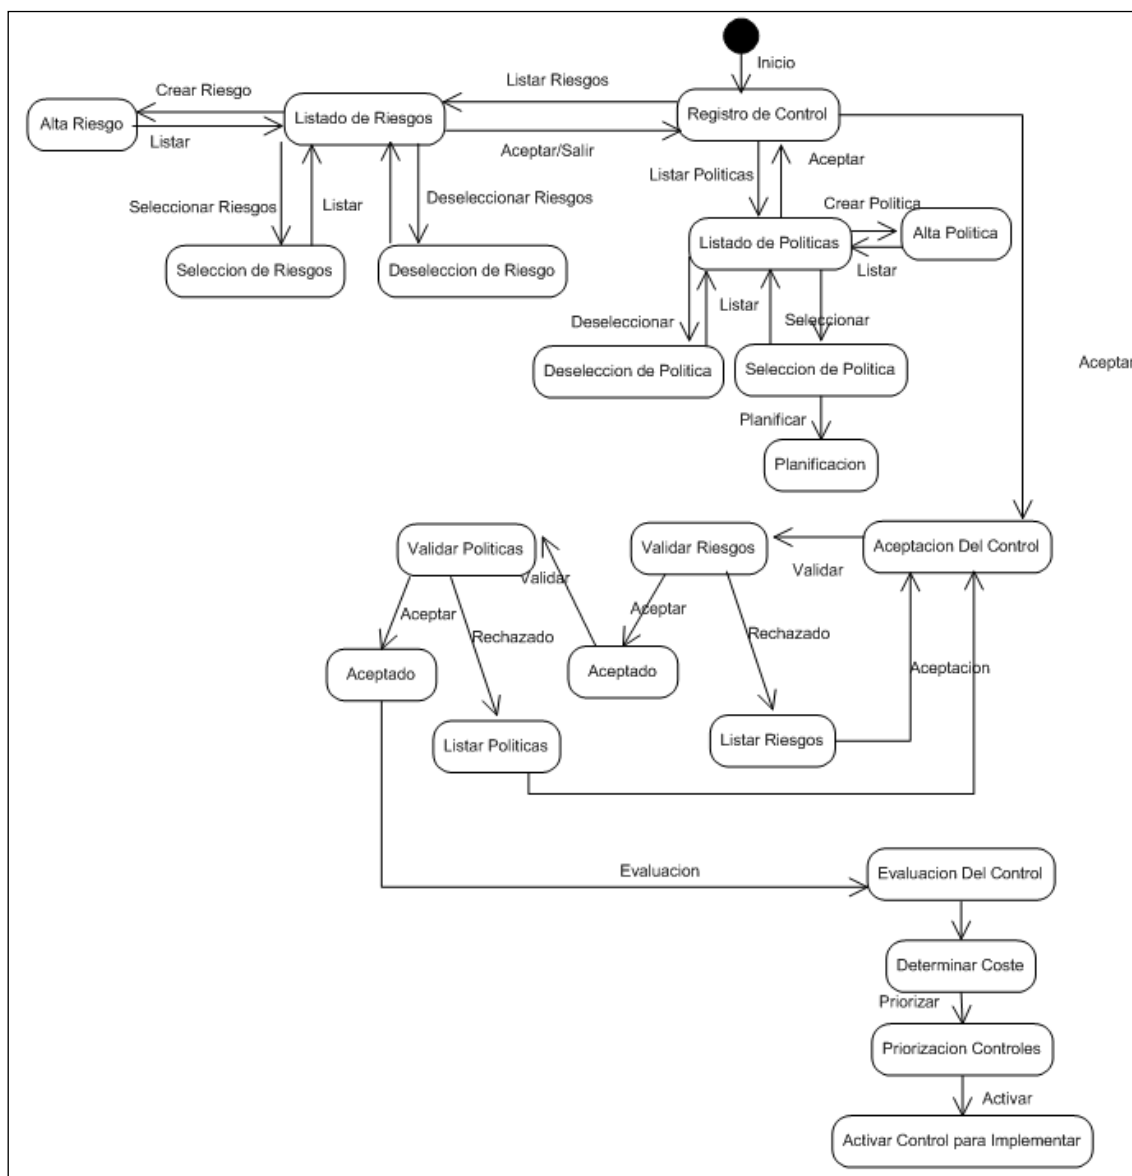 Inicio
Listar Riesgos
Crear Riesgo
Alta Riesgo
Listado de Riesgos
Registro de Control
Listar
Aceptar/Salir
Aceptar
Listar Politicas
Seleccionar Riesgos
Listar
Deseleccionar Riesgos
Crear Politica
Listado de Politicas
Alta Politica
Seleccion de Riesgos
Deseleccion de Riesgo
Listar
Deseleccionar
Listar
Seleccionar
Deseleccion de Politica
Seleccion de Politica
Aceptar
Planificar
Planificacion
Validar Politicas
Validar Riesgos
Aceptacion Del Control
Validar
Validar
Aceptar
Rechazado
Aceptar
Rechazado
Aceptado
Aceptado
Aceptacion
Listar Politicas
Listar Riesgos
Evaluacion
Evaluacion Del Control
Determinar Coste
Priorizar
Priorizacion Controles
Activar
Activar Control para Implementar